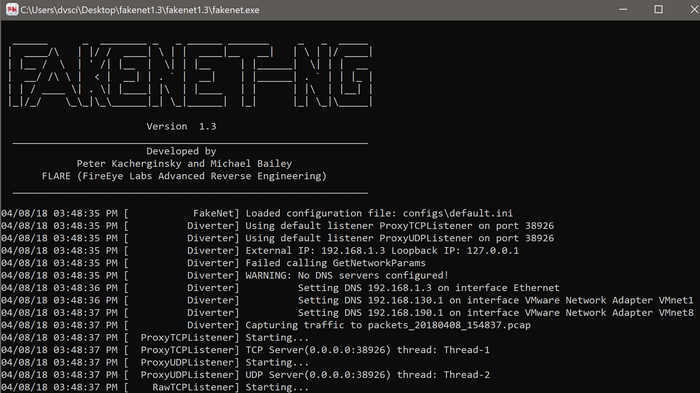 C:\Users\dvsci\Desktop\fakenet1.3\fakenet1.3\fakenet.exe
FAKENET-NG
Version 1.3
Developed by
Peter Kacherginsky and Michael Bailey
FLARE (FireEye Labs Advanced Reverse Engineering)
04/08/18 03:48:35 PM [ FakeNet] Loaded configuration file: configs\default.ini
04/08/18 03:48:35 PM [ Diverter] Using default listener ProxyTCPListener on port 38926
04/08/18 03:48:35 PM [ Diverter] Using default listener ProxyUDPListener on port 38926
04/08/18 03:48:35 PM [ Diverter] External IP: 192.168.1.3 Loopback IP: 127.0.0.1
04/08/18 03:48:35 PM [ Diverter] Failed calling GetNetworkParams
04/08/18 03:48:35 PM [ Diverter] WARNING: No DNS servers configured!
04/08/18 03:48:36 PM [ Diverter] Setting DNS 192.168.1.3 on interface Ethernet
04/08/18 03:48:36 PM [ Diverter] Setting DNS 192.168.130.1 on interface VMware Network Adapter VMnet1
04/08/18 03:48:37 PM [ Diverter] Setting DNS 192.168.190.1 on interface VMware Network Adapter VMnet8
04/08/18 03:48:37 PM [ Diverter] Capturing traffic to packets_20180408_154837.pcap
04/08/18 03:48:37 PM [ ProxyTCPListener] Starting...
04/08/18 03:48:37 PM [ ProxyTCPListener] TCP Server(0.0.0.0:38926) thread: Thread-1
04/08/18 03:48:37 PM [ ProxyUDPListener] Starting...
04/08/18 03:48:37 PM [ ProxyUDPListener] UDP Server(0.0.0.0:38926) thread: Thread-2
04/08/18 03:48:37 PM [ RawTCPListener] Starting...